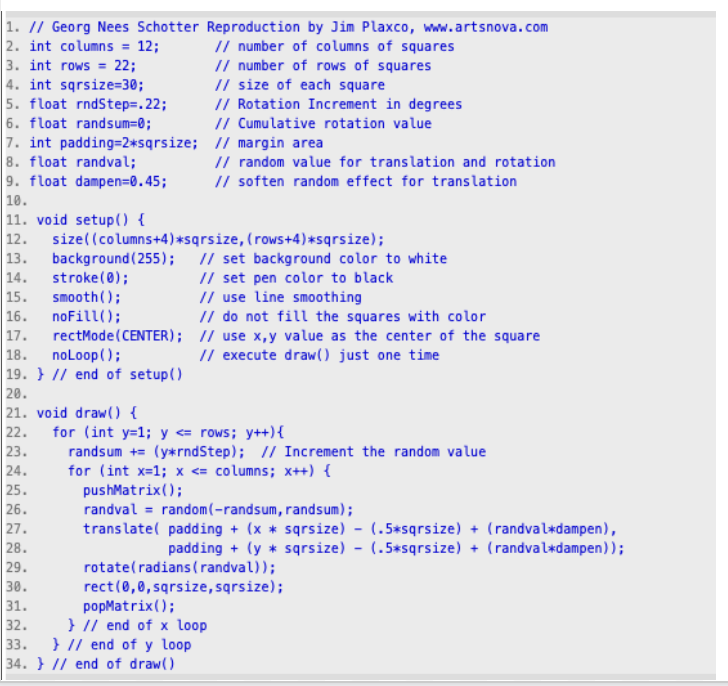 1. // Georg Nees Schotter Reproduction by Jim Plaxco, www.artsnova.com
2. int columns = 12;       // number of columns of squares
3. int rows = 22;          // number of rows of squares
4. int sqrsize=30;         // size of each square
5. float rndStep=.22;      // Rotation Increment in degrees
6. float randsum=0;        // Cumulative rotation value
7. int padding=2*sqrsize;  // margin area
8. float randval;          // random value for translation and rotation
9. float dampen=0.45;      // soften random effect for translation
10.
11. void setup() {
12.   size((columns+4)*sqrsize,(rows+4)*sqrsize);
13.   background(255);   // set background color to white
14.   stroke(0);         // set pen color to black
15.   smooth();          // use line smoothing
16.   noFill();          // do not fill the squares with color
17.   rectMode(CENTER);  // use x,y value as the center of the square
18.   noLoop();          // execute draw() just one time
19. } // end of setup()
20.
21. void draw() {
22.   for (int y=1; y <= rows; y++){
23.     randsum += (y*rndStep);  // Increment the random value
24.     for (int x=1; x <= columns; x++) {
25.       pushMatrix();
26.       randval = random(-randsum,randsum);
27.       translate( padding + (x * sqrsize) - (.5*sqrsize) + (randval*dampen),
28.                  padding + (y * sqrsize) - (.5*sqrsize) + (randval*dampen));
29.       rotate(radians(randval));
30.       rect(0,0,sqrsize,sqrsize);
31.       popMatrix();
32.     } // end of x loop
33.   } // end of y loop
34. } // end of draw()